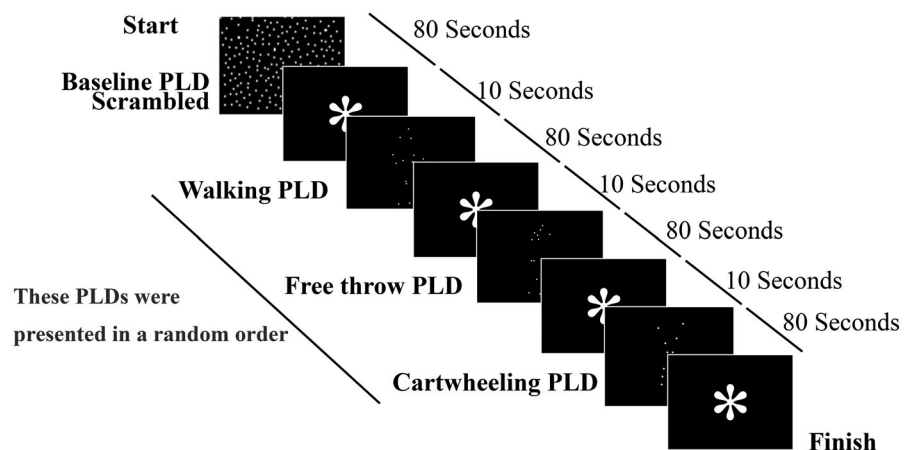 Start
80 Seconds
Baseline PLD
Scrambled
10 Seconds
80 Seconds
Walking PLD
10 Seconds
80 Seconds
Free throw PLD
10 Seconds
These PLDs were
presented in a random order
80 Seconds
Cartwheeling PLD
Finish